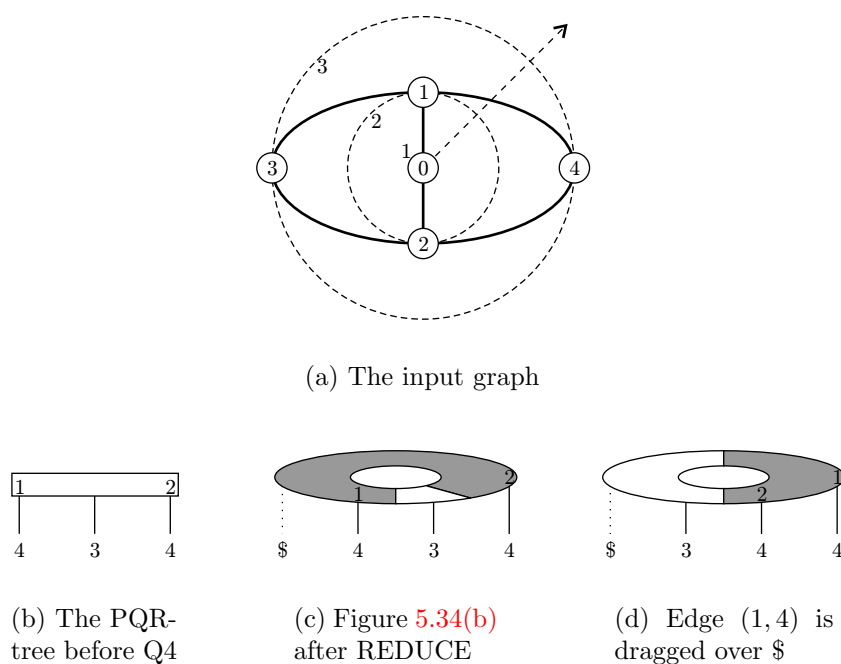 3
1
2
1
3
0
4
2
(a) The input graph
1 2
4 3 4
1 2
$ 4 3 4
1
2
$ 3 4 4
(b) The PQR-
tree before Q4
(c) Figure 5.34(b)
after REDUCE
(d) Edge (1, 4) is
dragged over $